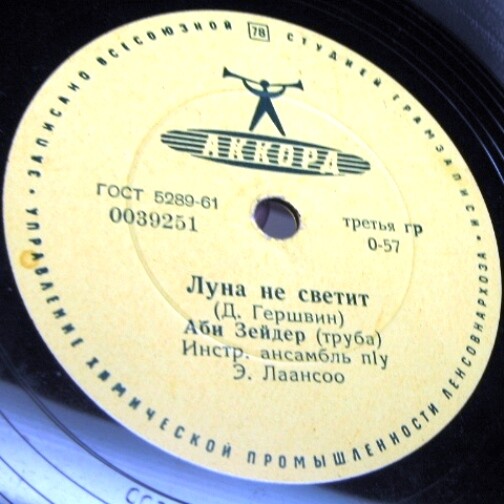 ЗАПИСАНО ВСЕСОЮЗНОЙ 78 СТУДИЕЙ ГРАМЗАПИСИ
АККОРД
ГОСТ 5289-61
0039251
третья гр
0-57
Луна не светит
(Д. Гершвин)
Аби Зейдер (труба)
Инстр. ансамбль п/у
Э. Лаансоо
УПРАВЛЕНИЕ ХИМИЧЕСКОЙ ПРОМЫШЛЕННОСТИ ЛЕНСОВНАРХОЗА